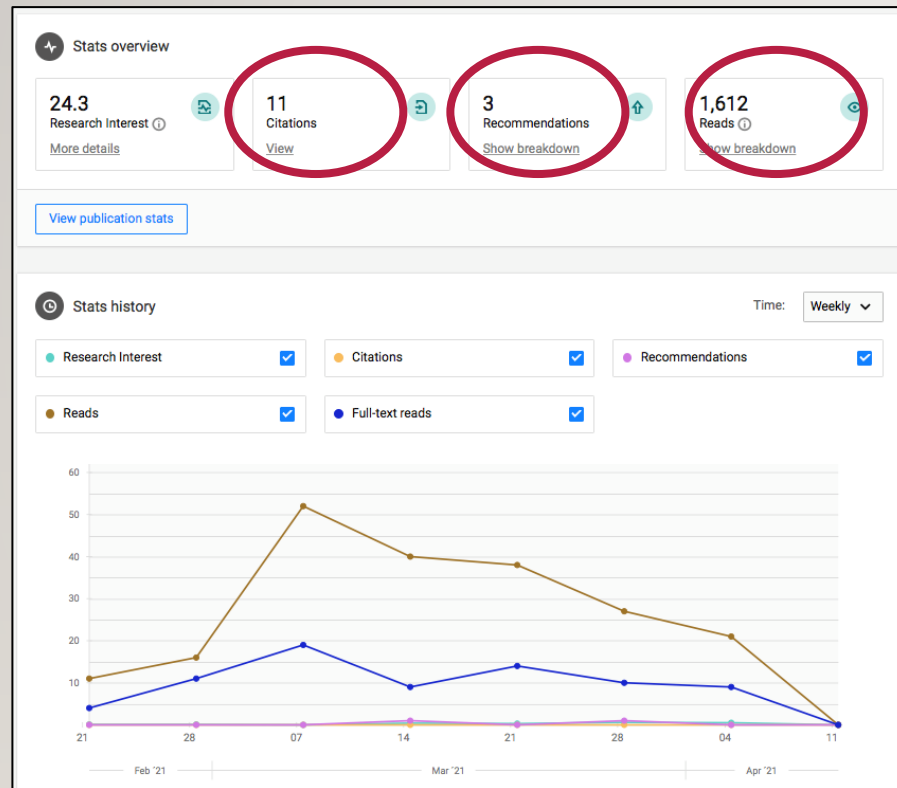 Stats overview
24.3
Research Interest
More details
11
Citations
View
3
Recommendations
Show breakdown
1,612
Reads
Show breakdown
View publication stats
Stats history
Time: Weekly
Research Interest
Citations
Recommendations
Reads
Full-text reads
60
50
40
30
20
10
21 28 07 14 21 28 04 11
Feb '21 Mar '21 Apr '21